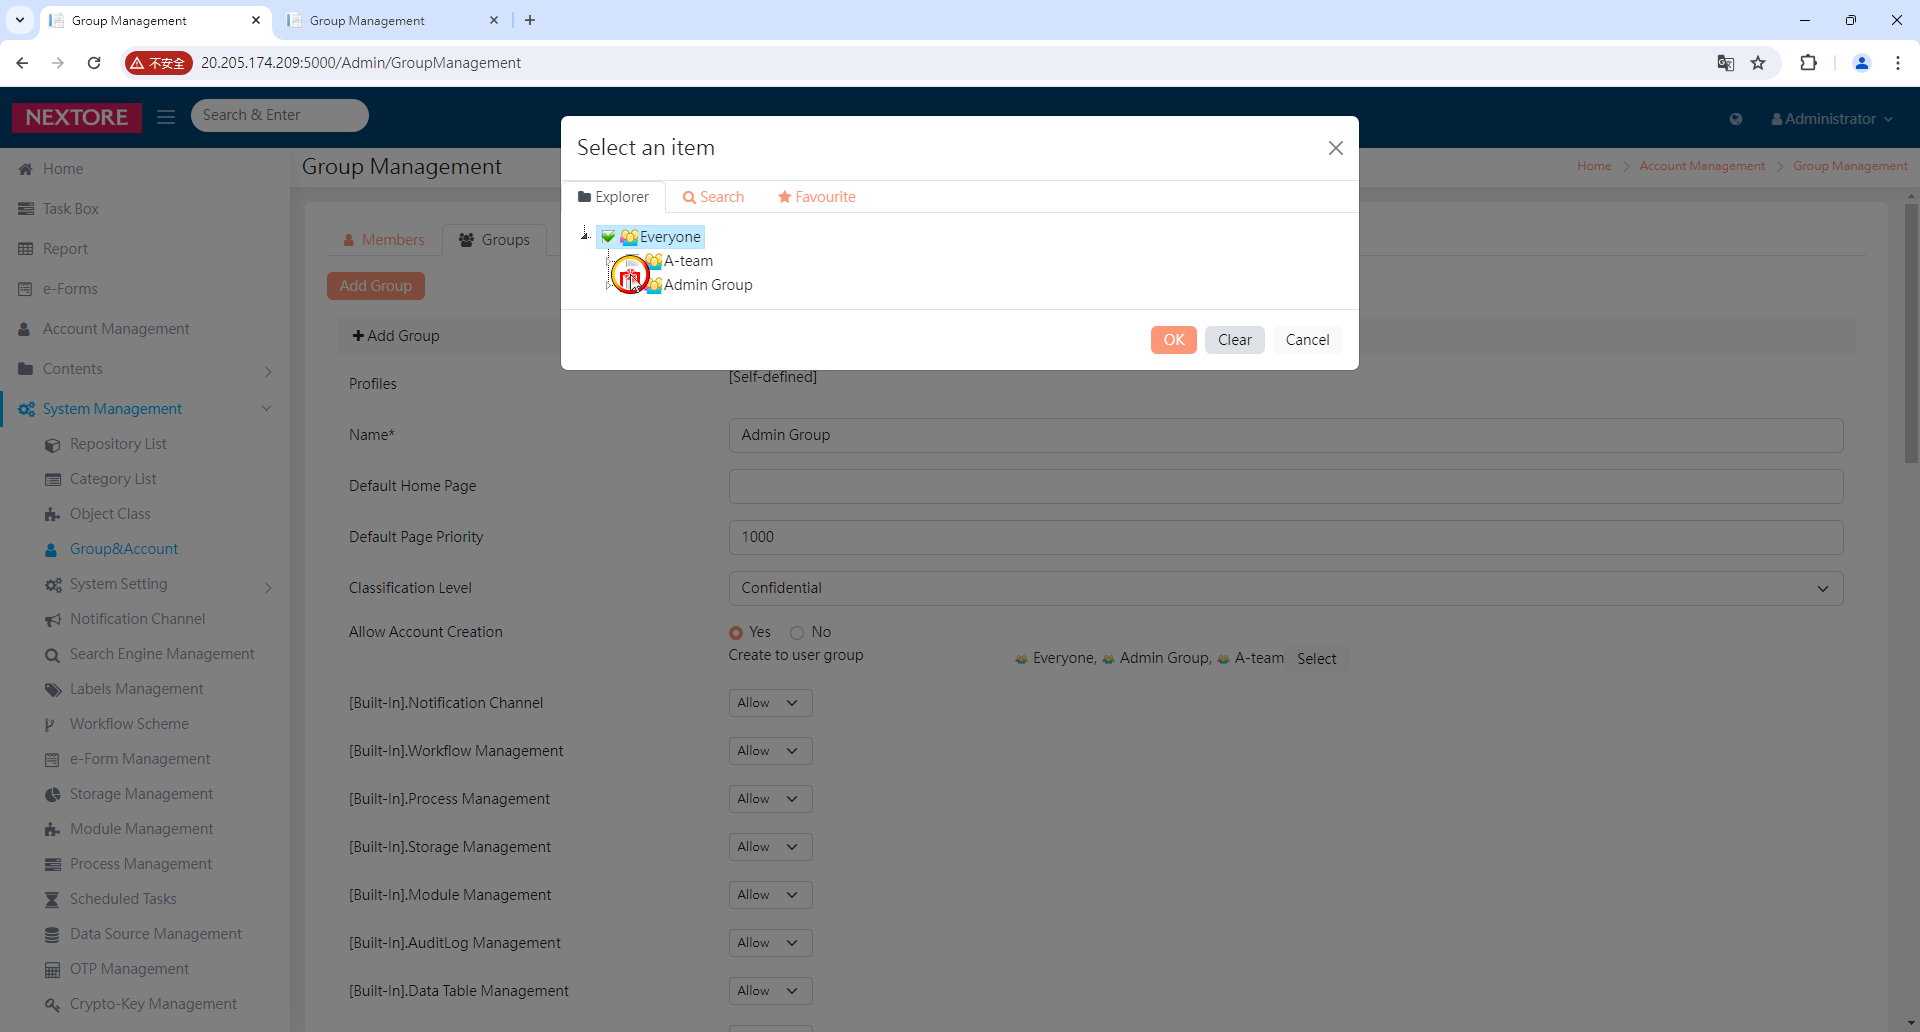 Group Management
Group Management
不安全
20.205.174.209:5000/Admin/GroupManagement
NEXTORE
Search & Enter
Administrator
Home
Task Box
Report
e-Forms
Account Management
Contents
System Management
Repository List
Category List
Object Class
Group&Account
System Setting
Notification Channel
Search Engine Management
Labels Management
Workflow Scheme
e-Form Management
Storage Management
Module Management
Process Management
Scheduled Tasks
Data Source Management
OTP Management
Crypto-Key Management
Group Management
Home
Account Management
Group Management
Members
Groups
Add Group
Add Group
Select an item
Explorer
Search
Favourite
Everyone
A-team
Admin Group
OK
Clear
Cancel
Profiles
[Self-defined]
Name*
Admin Group
Default Home Page
Default Page Priority
1000
Classification Level
Confidential
Allow Account Creation
Yes
No
Create to user group
Everyone, Admin Group, A-team
Select
[Built-In].Notification Channel
Allow
[Built-In].Workflow Management
Allow
[Built-In].Process Management
Allow
[Built-In].Storage Management
Allow
[Built-In].Module Management
Allow
[Built-In].AuditLog Management
Allow
[Built-In].Data Table Management
Allow